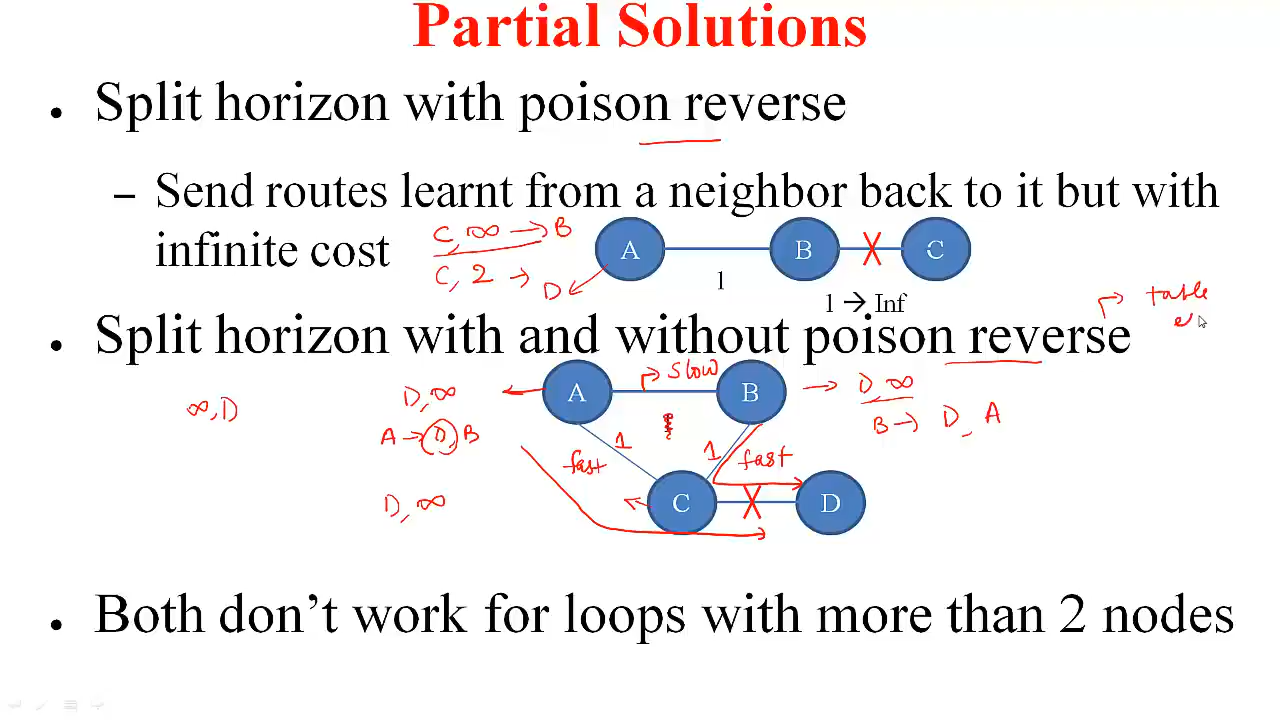 Partial Solutions
• Split horizon with poison reverse
– Send routes learnt from a neighbor back to it but with
infinite cost
C, ∞ → B
C, 2 →
D
A
B
C
1
1 → Inf
table
• Split horizon with and without poison reverse
slow
A
B
∞, D
D, ∞
A → D, B
D, ∞
B → D, A
1
1
fast
fast
D, ∞
C
D
• Both don't work for loops with more than 2 nodes